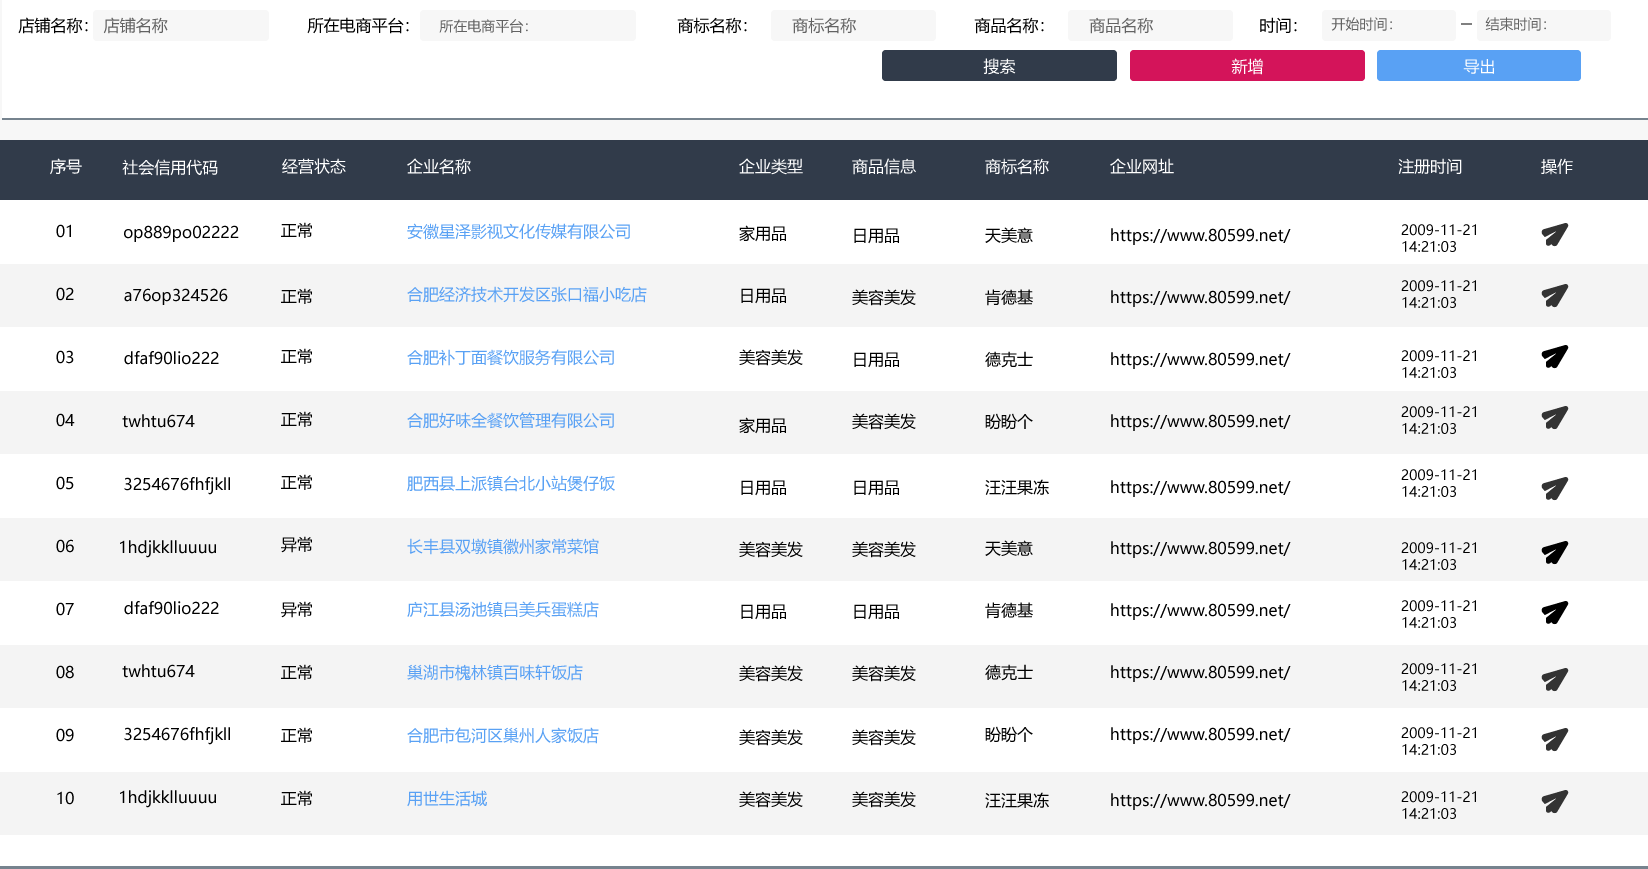 店铺名称： 店铺名称 所在电商平台： 所在电商平台： 商标名称： 商标名称 商品名称： 商品名称 时间： 开始时间： — 结束时间：
搜索 新增 导出
序号 社会信用代码 经营状态 企业名称 企业类型 商品信息 商标名称 企业网址 注册时间 操作
01 op889po02222 正常 安徽星泽影视文化传媒有限公司 家用品 日用品 天美意 https://www.80599.net/ 2009-11-21
14:21:03
02 a76op324526 正常 合肥经济技术开发区张口福小吃店 日用品 美容美发 肯德基 https://www.80599.net/ 2009-11-21
14:21:03
03 dfaf90lio222 正常 合肥补丁面餐饮服务有限公司 美容美发 日用品 德克士 https://www.80599.net/ 2009-11-21
14:21:03
04 twhtu674 正常 合肥好味全餐饮管理有限公司 家用品 美容美发 盼盼个 https://www.80599.net/ 2009-11-21
14:21:03
05 3254676fhfjkll 正常 肥西县上派镇台北小站煲仔饭 日用品 日用品 汪汪果冻 https://www.80599.net/ 2009-11-21
14:21:03
06 1hdjkklluuuu 异常 长丰县双墩镇徽州家常菜馆 美容美发 美容美发 天美意 https://www.80599.net/ 2009-11-21
14:21:03
07 dfaf90lio222 异常 庐江县汤池镇吕美兵蛋糕店 日用品 日用品 肯德基 https://www.80599.net/ 2009-11-21
14:21:03
08 twhtu674 正常 巢湖市槐林镇百味轩饭店 美容美发 美容美发 德克士 https://www.80599.net/ 2009-11-21
14:21:03
09 3254676fhfjkll 正常 合肥市包河区巢州人家饭店 美容美发 美容美发 盼盼个 https://www.80599.net/ 2009-11-21
14:21:03
10 1hdjkklluuuu 正常 用世生活城 美容美发 美容美发 汪汪果冻 https://www.80599.net/ 2009-11-21
14:21:03